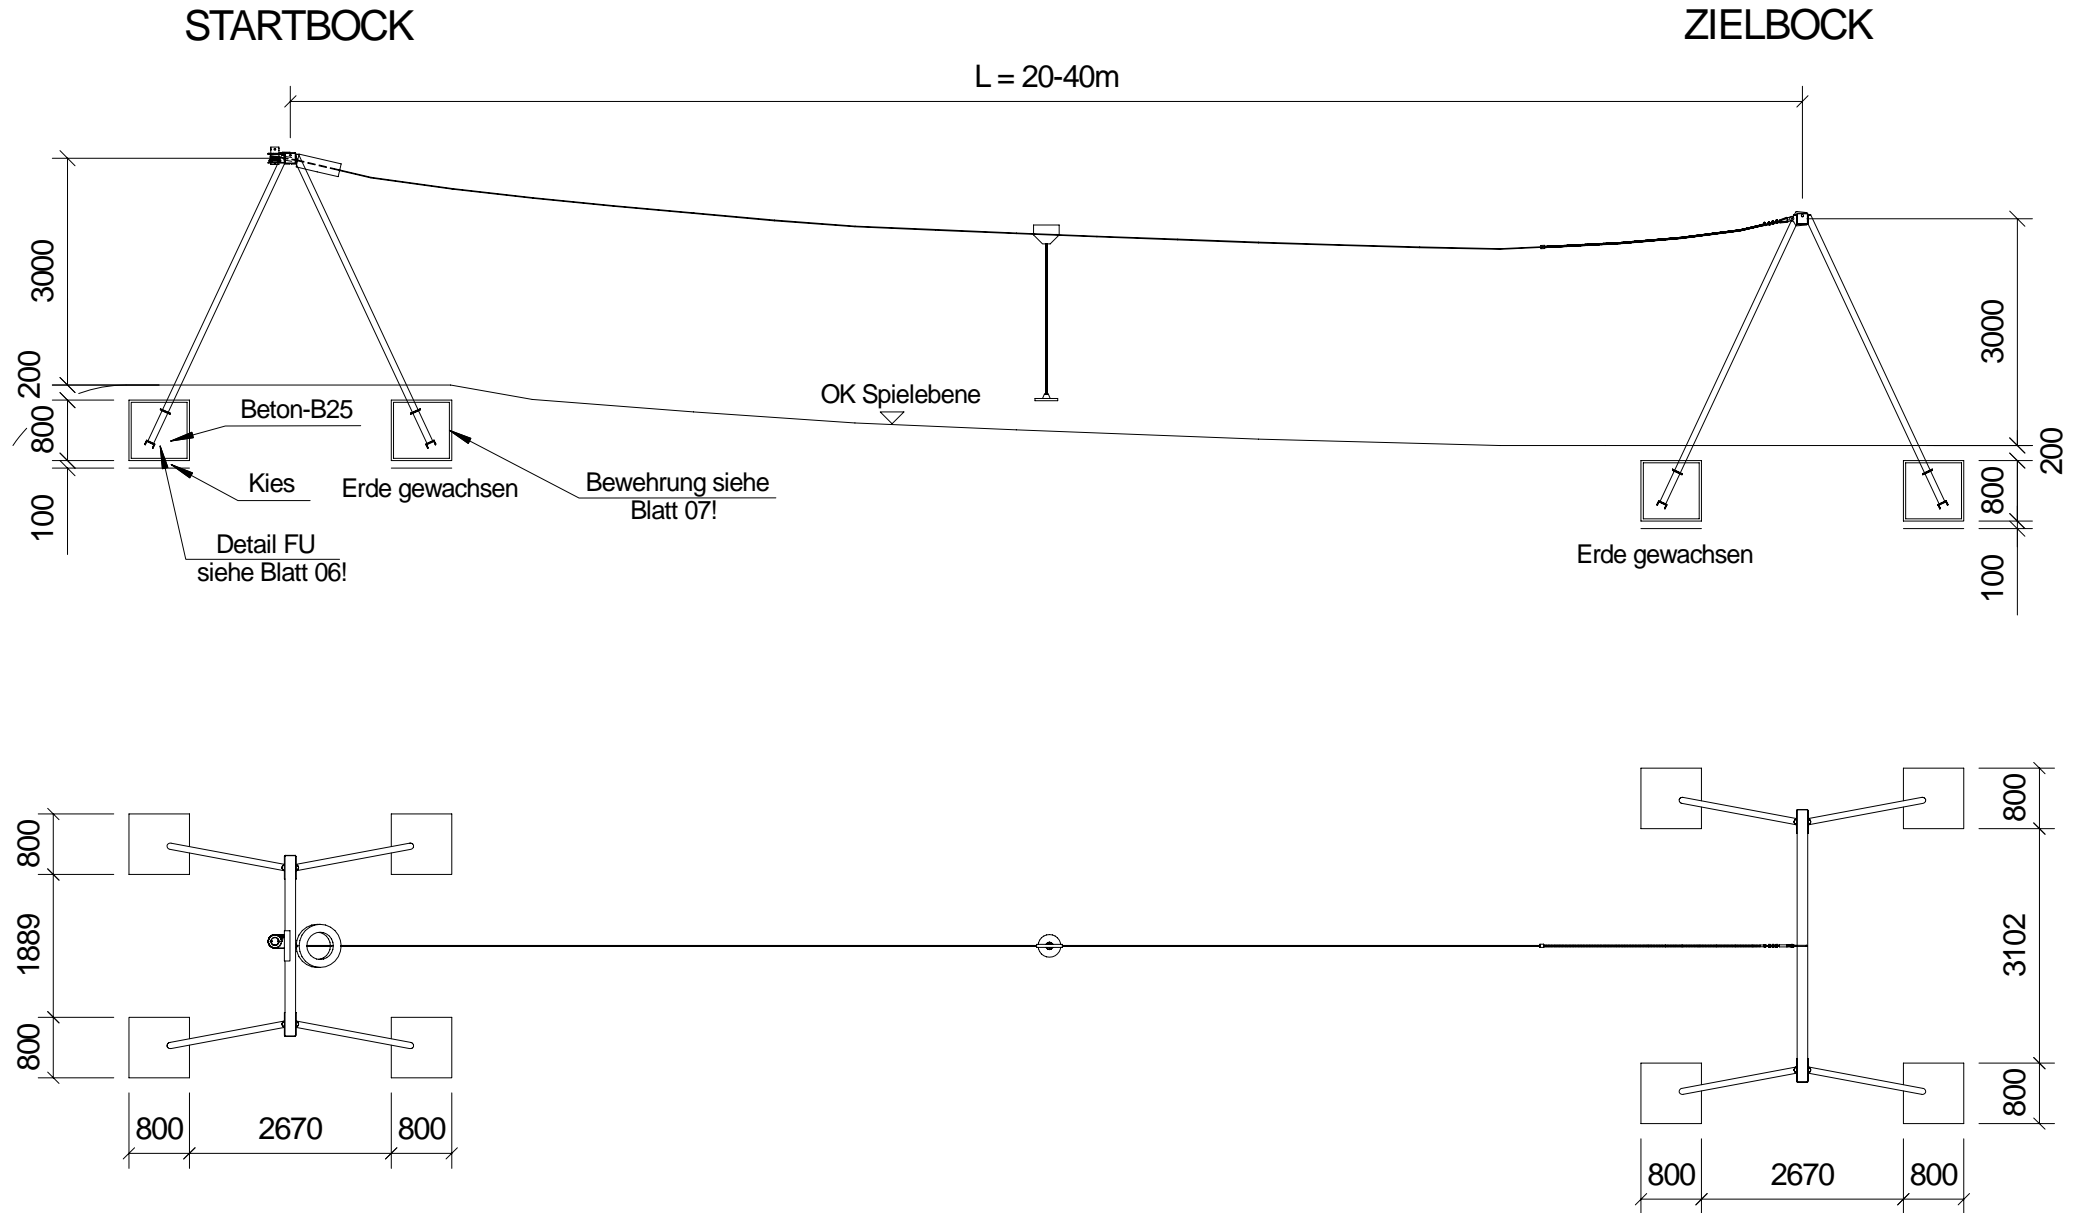 STARTBOCK
ZIELBOCK
L = 20-40m
3000
200
800
100
Beton-B25
Kies
Erde gewachsen
Detail FU
siehe Blatt 06!
Bewehrung siehe
Blatt 07!
OK Spielebene
3000
200
800
100
Erde gewachsen
800
1889
800
800
2670
800
800
3102
800
800
2670
800